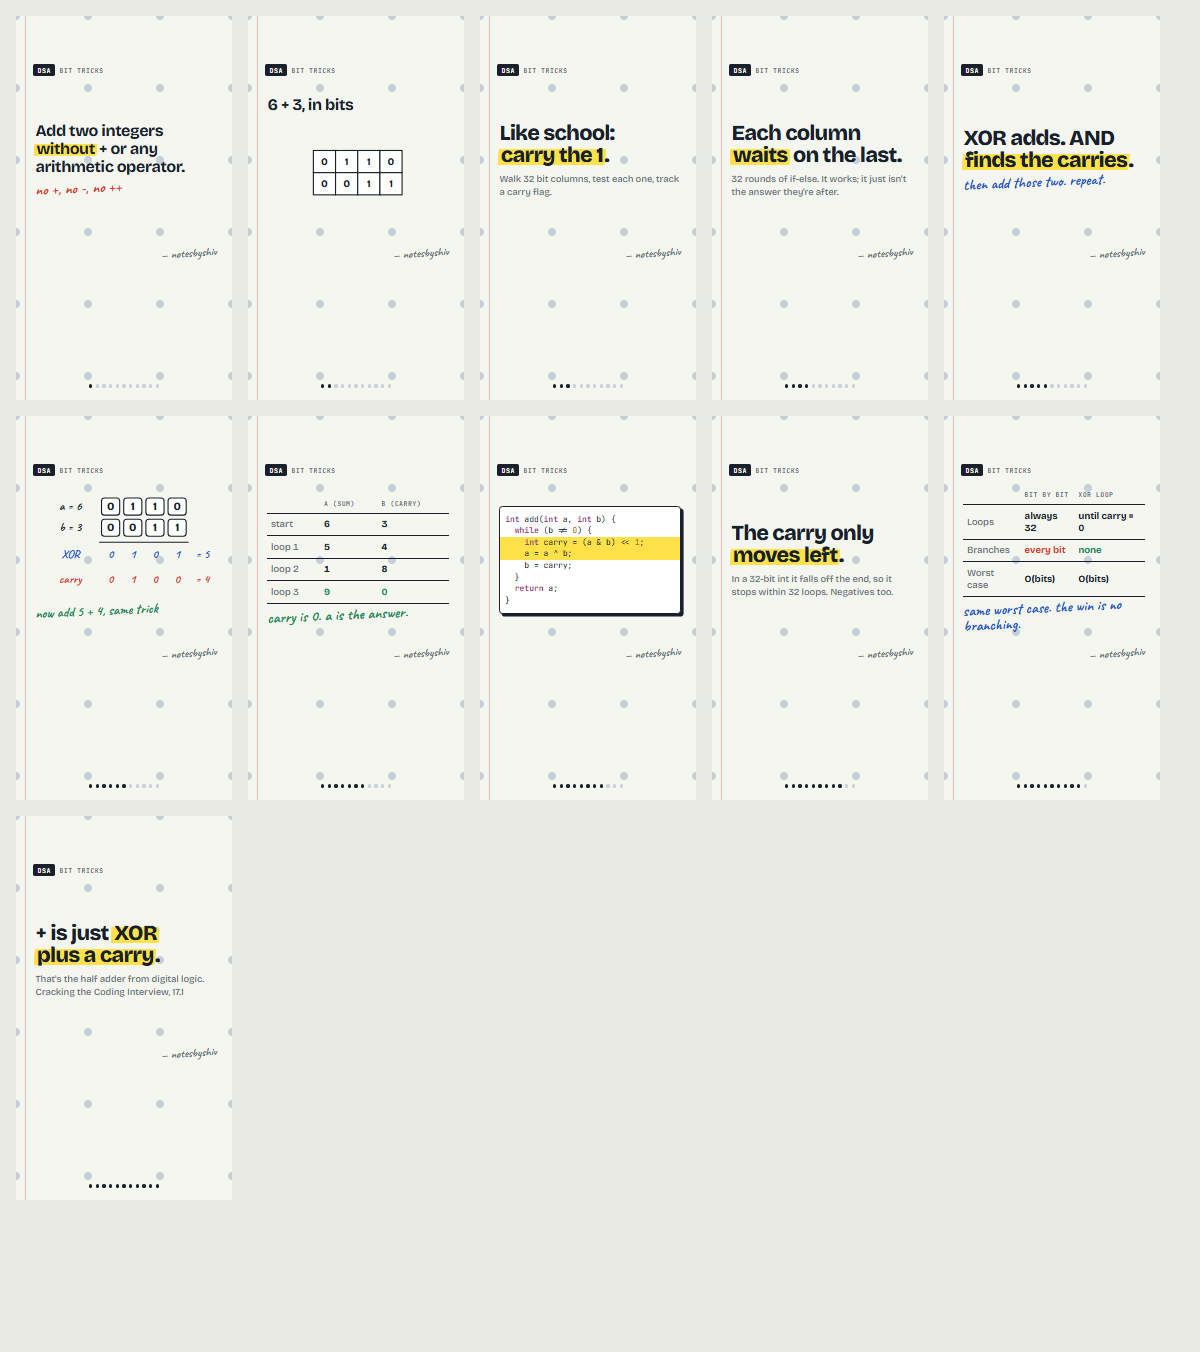 DSA BIT TRICKS
Add two integers
without + or any
arithmetic operator.
no +, no -, no ++
— notesbyshiv
DSA BIT TRICKS
6 + 3, in bits
0 1 1 0
0 0 1 1
— notesbyshiv
DSA BIT TRICKS
Like school:
carry the 1.
Walk 32 bit columns, test each one, track
a carry flag.
— notesbyshiv
DSA BIT TRICKS
Each column
waits on the last.
32 rounds of if-else. It works; it just isn't
the answer they're after.
— notesbyshiv
DSA BIT TRICKS
XOR adds. AND
finds the carries.
then add those two. repeat.
— notesbyshiv
DSA BIT TRICKS
a = 6 0 1 1 0
b = 3 0 0 1 1
XOR 0 1 0 1 = 5
carry 0 1 0 0 = 4
now add 5 + 4, same trick
— notesbyshiv
DSA BIT TRICKS
A (SUM) B (CARRY)
start 6 3
loop 1 5 4
loop 2 1 8
loop 3 9 0
carry is 0. a is the answer.
— notesbyshiv
DSA BIT TRICKS
int add(int a, int b) {
while (b != 0) {
int carry = (a & b) << 1;
a = a ^ b;
b = carry;
}
return a;
}
— notesbyshiv
DSA BIT TRICKS
The carry only
moves left.
In a 32-bit int it falls off the end, so it
stops within 32 loops. Negatives too.
— notesbyshiv
DSA BIT TRICKS
BIT BY BIT XOR LOOP
Loops always 32 until carry = 0
Branches every bit none
Worst case O(bits) O(bits)
same worst case. the win is no
branching.
— notesbyshiv
DSA BIT TRICKS
+ is just XOR
plus a carry.
That's the half adder from digital logic.
Cracking the Coding Interview, 17.1
— notesbyshiv